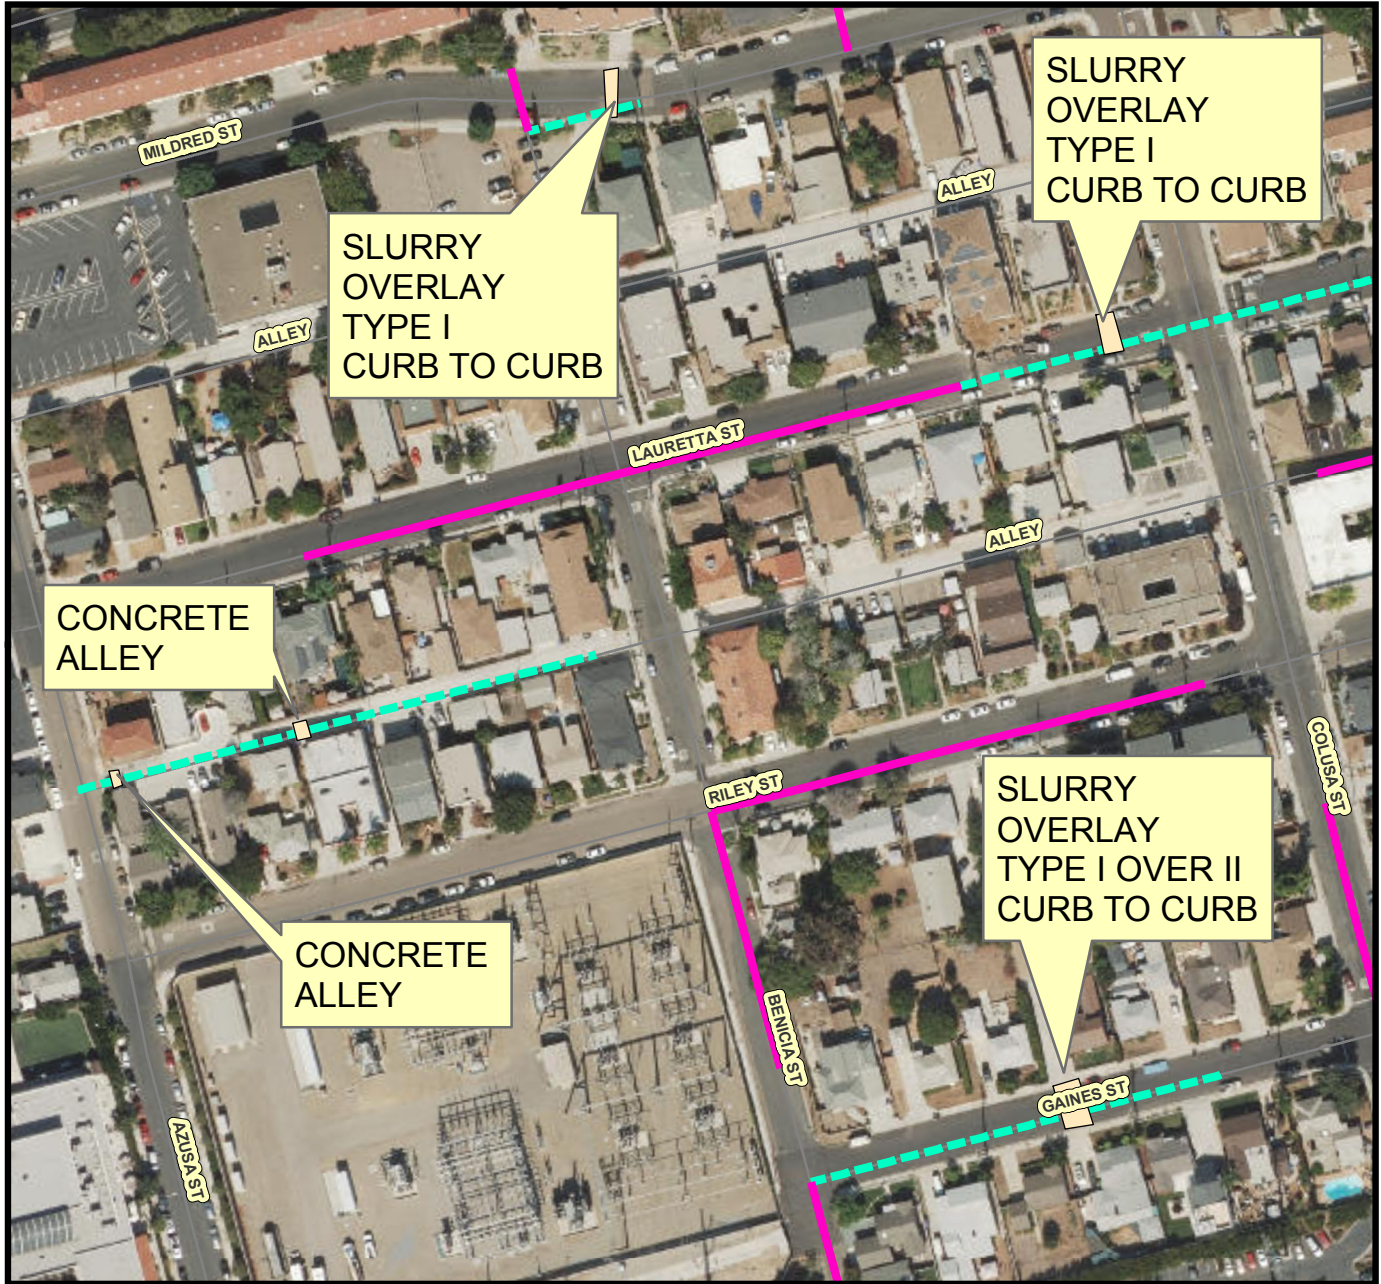 SLURRY
OVERLAY
TYPE I
CURB TO CURB
MILDRED ST
ALLEY
SLURRY
OVERLAY
TYPE I
CURB TO CURB
ALLEY
LAURETTA ST
ALLEY
CONCRETE
ALLEY
COLUSA ST
RILEY ST
SLURRY
OVERLAY
TYPE I OVER II
CURB TO CURB
CONCRETE
ALLEY
BENICIA ST
GAINES ST
AZUSA ST